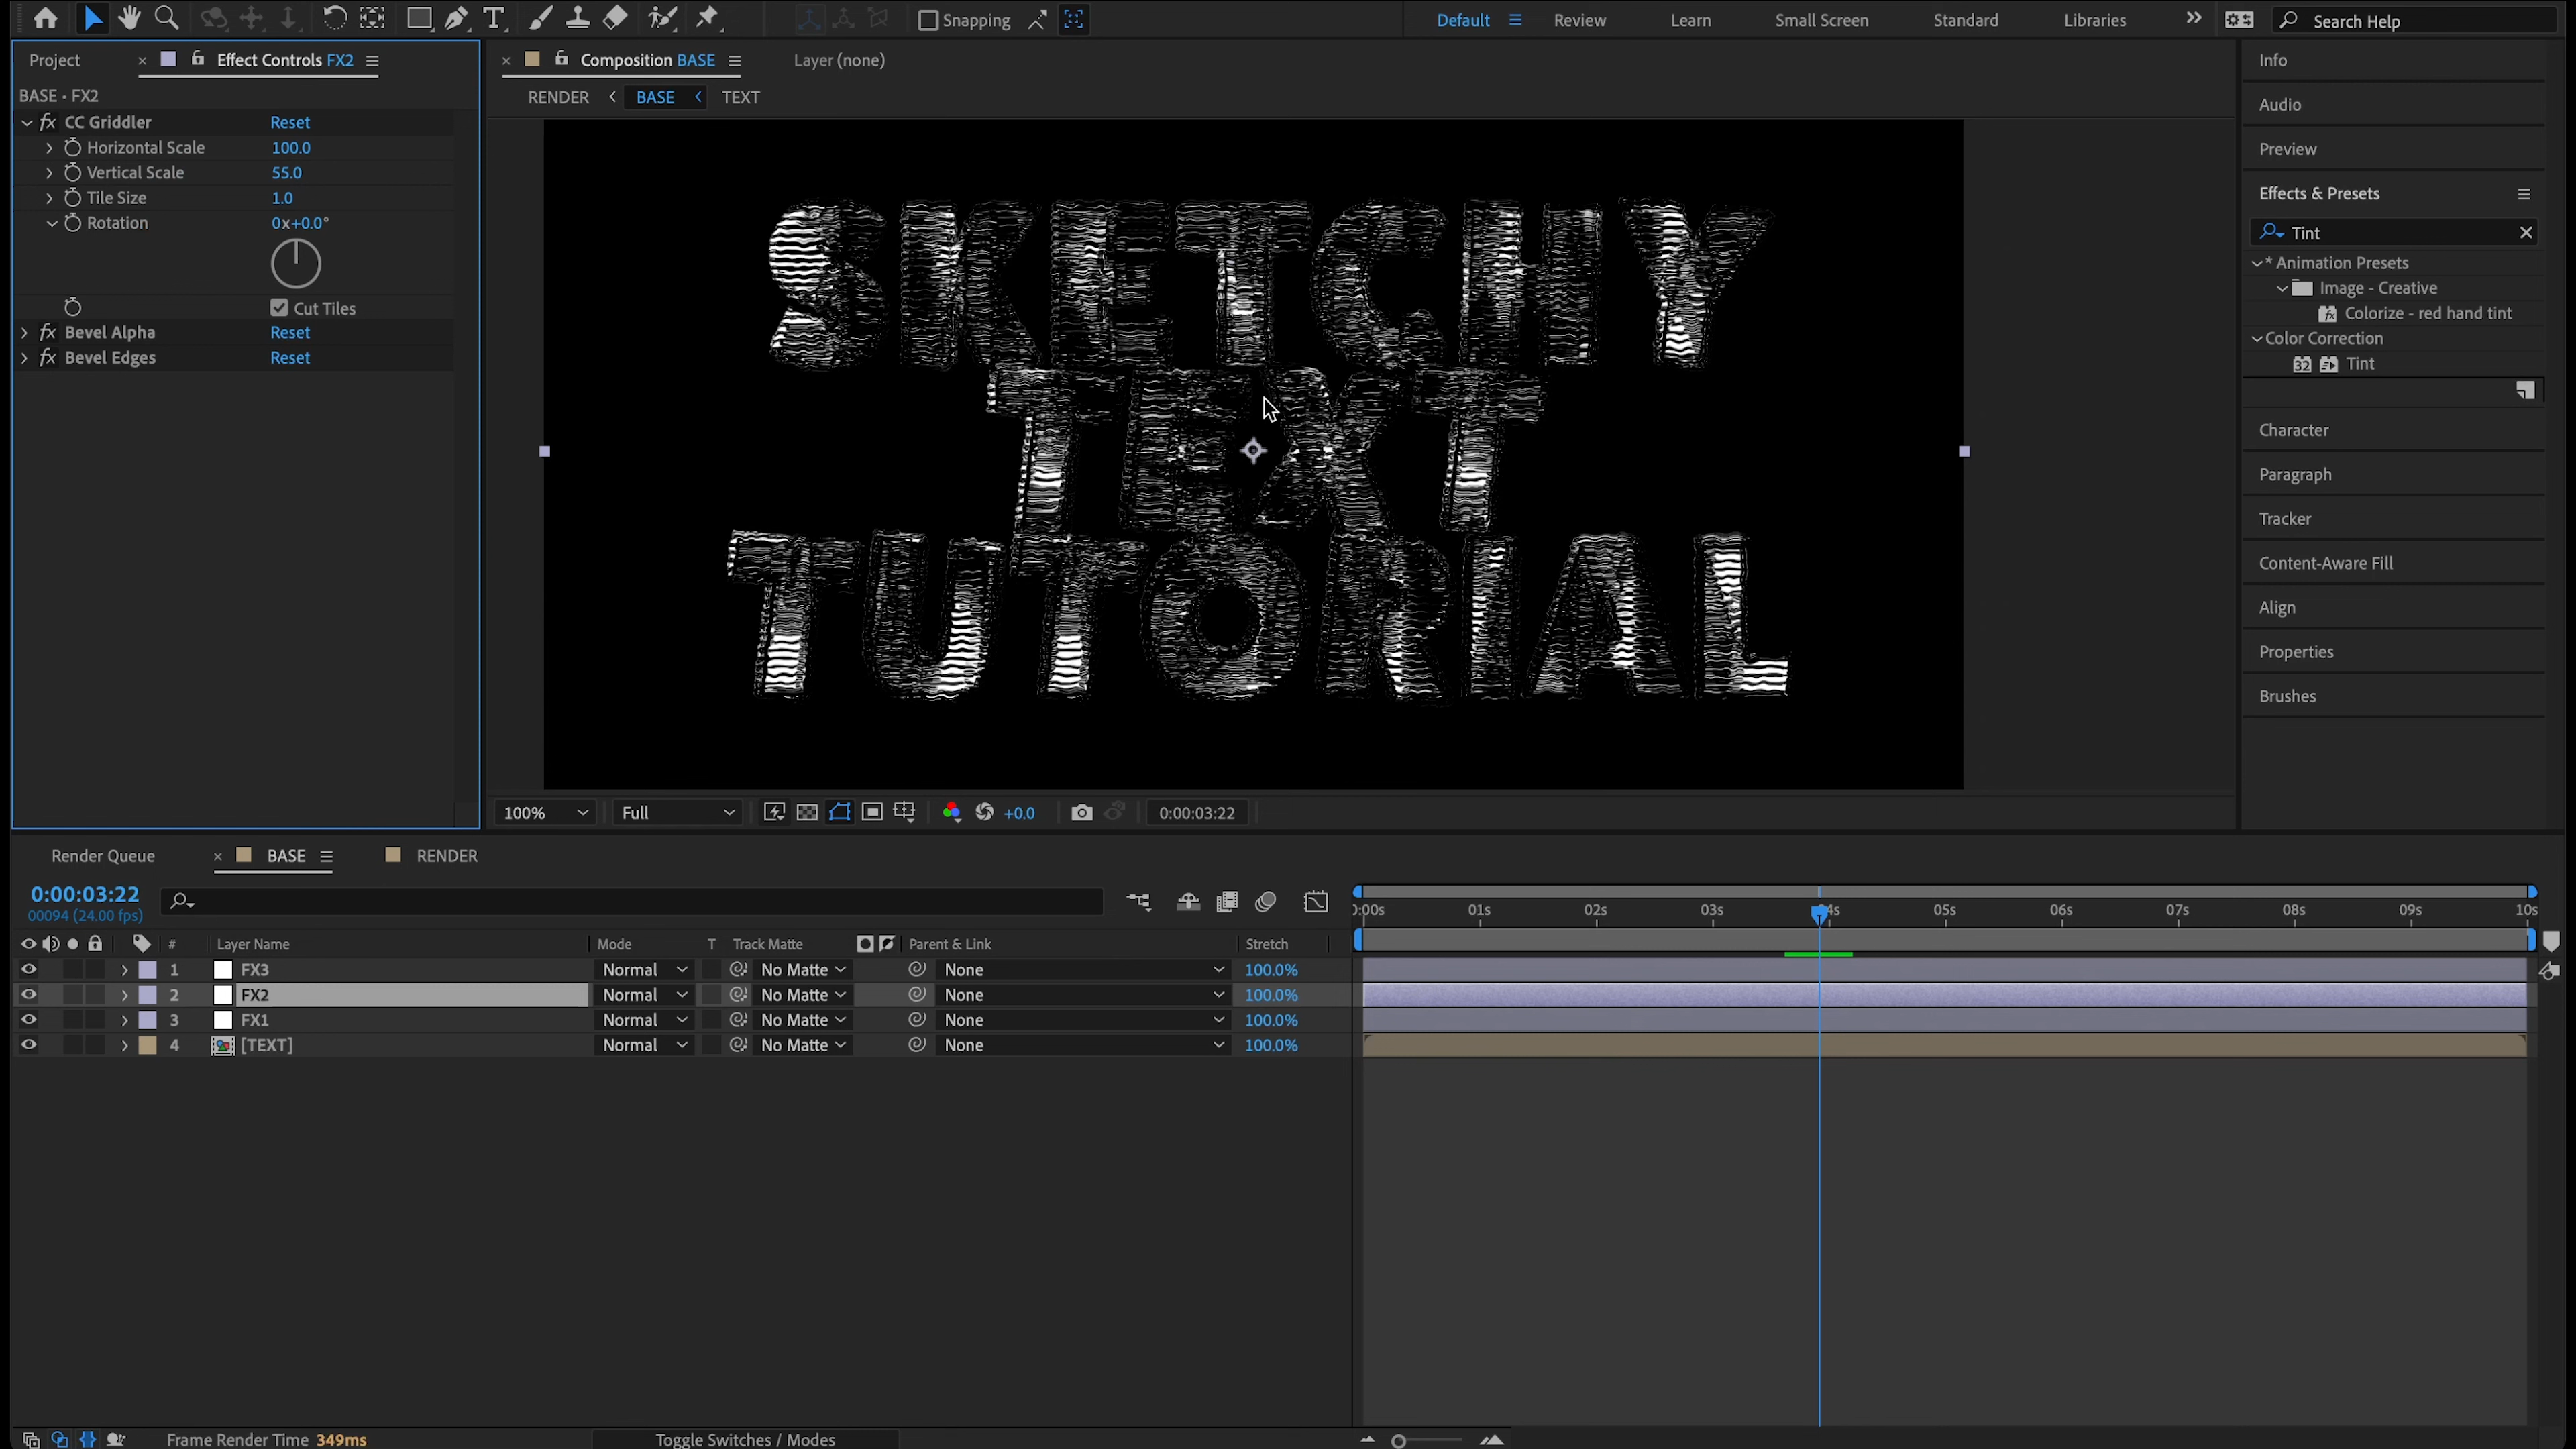 Snapping
Default
Review
Learn
Small Screen
Standard
Libraries
Search Help
Project
Effect Controls FX2
Composition BASE
Layer (none)
BASE • FX2
RENDER
BASE
TEXT
fx CC Griddler Reset
Horizontal Scale 100.0
Vertical Scale 55.0
Tile Size 1.0
Rotation 0x+0.0°
Cut Tiles
fx Bevel Alpha Reset
fx Bevel Edges Reset
SKETCHY
TEXT
TUTORIAL
100%
Full
+0.0
0:00:03:22
Info
Audio
Preview
Effects & Presets
Tint
* Animation Presets
Image - Creative
Colorize - red hand tint
Color Correction
32 Tint
Character
Paragraph
Tracker
Content-Aware Fill
Align
Properties
Brushes
Render Queue
BASE
RENDER
0:00:03:22
00094 (24.00 fps)
# Layer Name Mode T Track Matte Parent & Link Stretch
1 FX3 Normal No Matte None 100.0%
2 FX2 Normal No Matte None 100.0%
3 FX1 Normal No Matte None 100.0%
4 [TEXT] Normal No Matte None 100.0%
0:00s 01s 02s 03s 04s 05s 06s 07s 08s 09s 10s
Frame Render Time 349ms
Toggle Switches / Modes